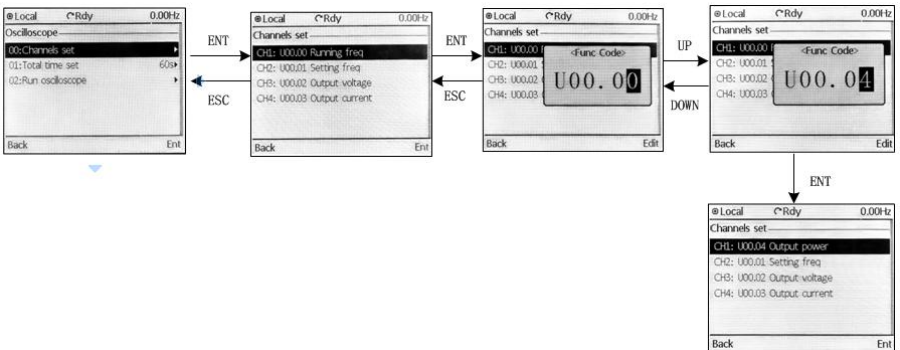 Local Rdy 0.00Hz
Oscilloscope
00:Channels set
01:Total time set 60s
02:Run oscilloscope
Back Ent
ENT
ESC
Local Rdy 0.00Hz
Channels set
CH1: U00.00 Running freq
CH2: U00.01 Setting freq
CH3: U00.02 Output voltage
CH4: U00.03 Output current
Back Ent
ENT
ESC
Local Rdy 0.00Hz
Channels set
CH1: U00.00
CH2: U00.01
CH3: U00.02
CH4: U00.03
<Func Code>
U00.00
Back Edit
UP
DOWN
Local Rdy 0.00Hz
Channels set
CH1: U00.00
CH2: U00.01
CH3: U00.02
CH4: U00.03
<Func Code>
U00.04
Back Edit
ENT
Local Rdy 0.00Hz
Channels set
CH1: U00.04 Output power
CH2: U00.01 Setting freq
CH3: U00.02 Output voltage
CH4: U00.03 Output current
Back Ent